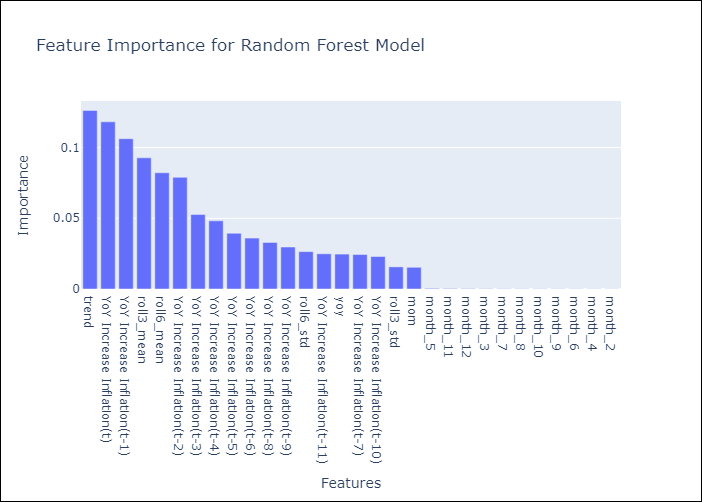 Feature Importance for Random Forest Model
Importance
0.1
0.05
0
trend
YoY Increase Inflation(t)
YoY Increase Inflation(t-1)
roll3_mean
roll6_mean
YoY Increase Inflation(t-2)
YoY Increase Inflation(t-3)
YoY Increase Inflation(t-4)
YoY Increase Inflation(t-5)
YoY Increase Inflation(t-6)
YoY Increase Inflation(t-8)
YoY Increase Inflation(t-9)
roll6_std
YoY Increase Inflation(t-11)
yoy
YoY Increase Inflation(t-7)
YoY Increase Inflation(t-10)
roll3_std
mom
month_5
month_11
month_12
month_3
month_7
month_8
month_10
month_9
month_6
month_4
month_2
Features